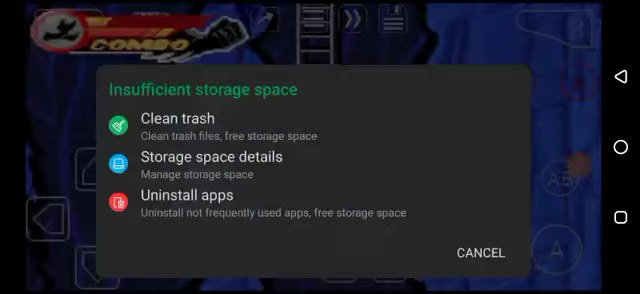 COMBO
R
Insufficient storage space
Clean trash
Clean trash files, free storage space
Storage space details
Manage storage space
Uninstall apps
Uninstall not frequently used apps, free storage space
CANCEL
AB
A